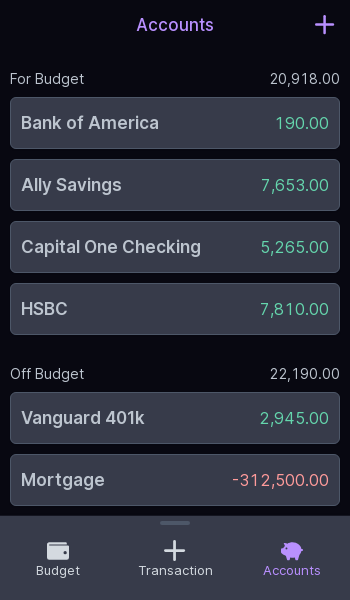 Accounts
For Budget 20,918.00
Bank of America 190.00
Ally Savings 7,653.00
Capital One Checking 5,265.00
HSBC 7,810.00
Off Budget 22,190.00
Vanguard 401k 2,945.00
Mortgage -312,500.00
Budget Transaction Accounts